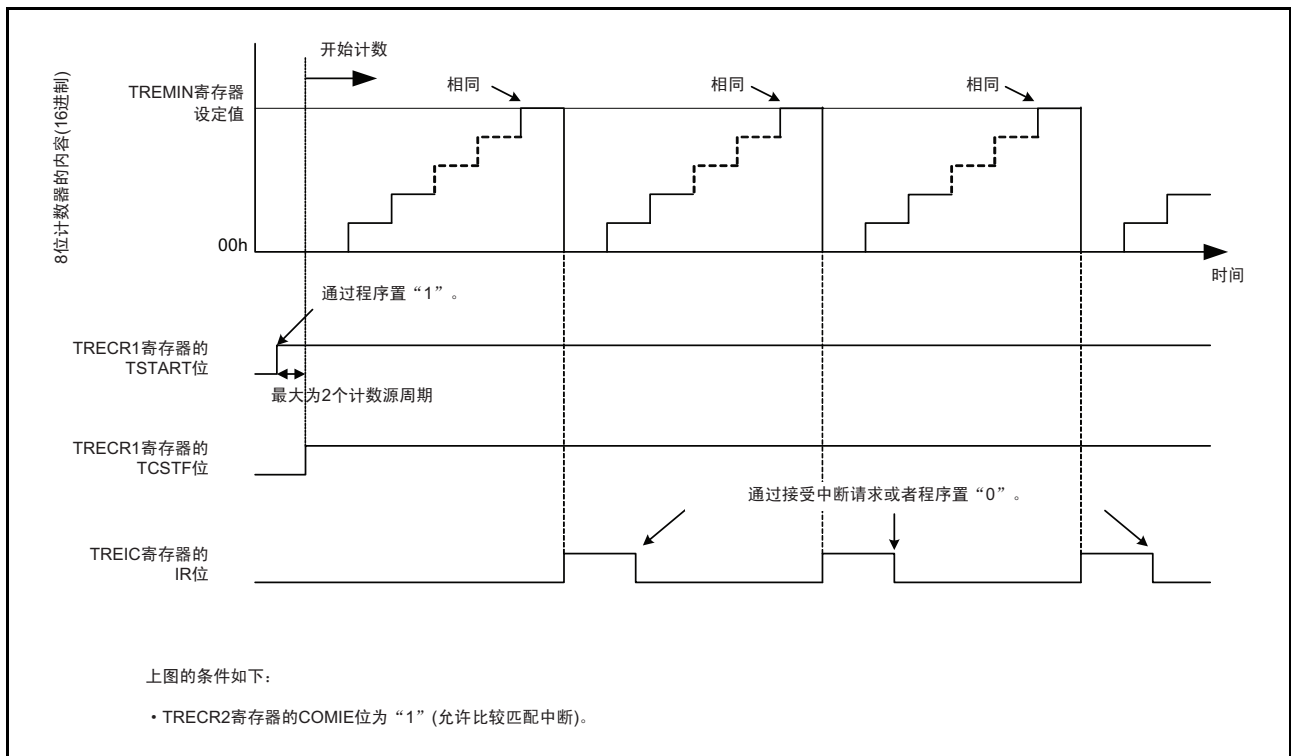 开始计数
8位计数器的内容(16进制)
TREMIN寄存器
设定值
相同
相同
相同
00h
时间
通过程序置“1”。
TRECR1寄存器的
TSTART位
最大为2个计数源周期
TRECR1寄存器的
TCSTF位
通过接受中断请求或者程序置“0”。
TREIC寄存器的
IR位
上图的条件如下：
•TRECR2寄存器的COMIE位为“1”(允许比较匹配中断)。